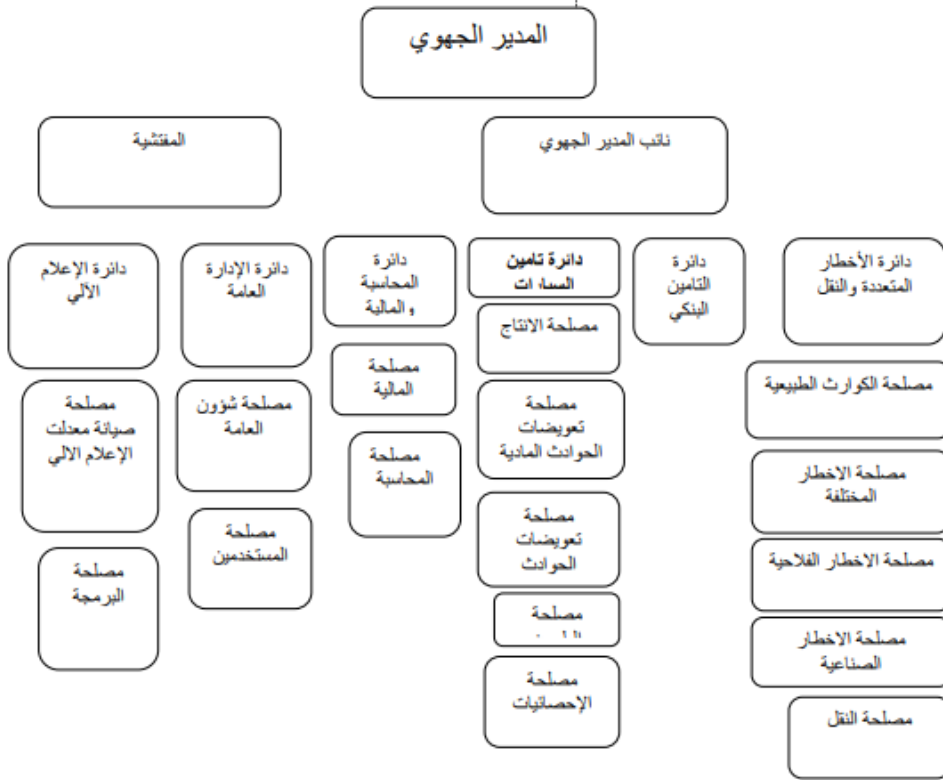 المدير الجهوي
نائب المدير الجهوي
المفتشية
دائرة الأخطار
المتعددة والنقل
مصلحة الكوارث الطبيعية
مصلحة الاخطار
المختلفة
مصلحة الاخطار الفلاحية
مصلحة الاخطار
الصناعية
مصلحة النقل
دائرة
التامين
البنكي
دائرة تامين
السيارات
مصلحة الانتاج
مصلحة
تعويضات
الحوادث المادية
مصلحة
تعويضات
الحوادث
مصلحة
مصلحة
الإحصائيات
دائرة
المحاسبة
والمالية
مصلحة
المالية
مصلحة
المحاسبة
دائرة الإدارة
العامة
مصلحة شؤون
العامة
مصلحة
المستخدمين
دائرة الإعلام
الآلي
مصلحة
صيانة معدلت
الإعلام الالي
مصلحة
البرمجة